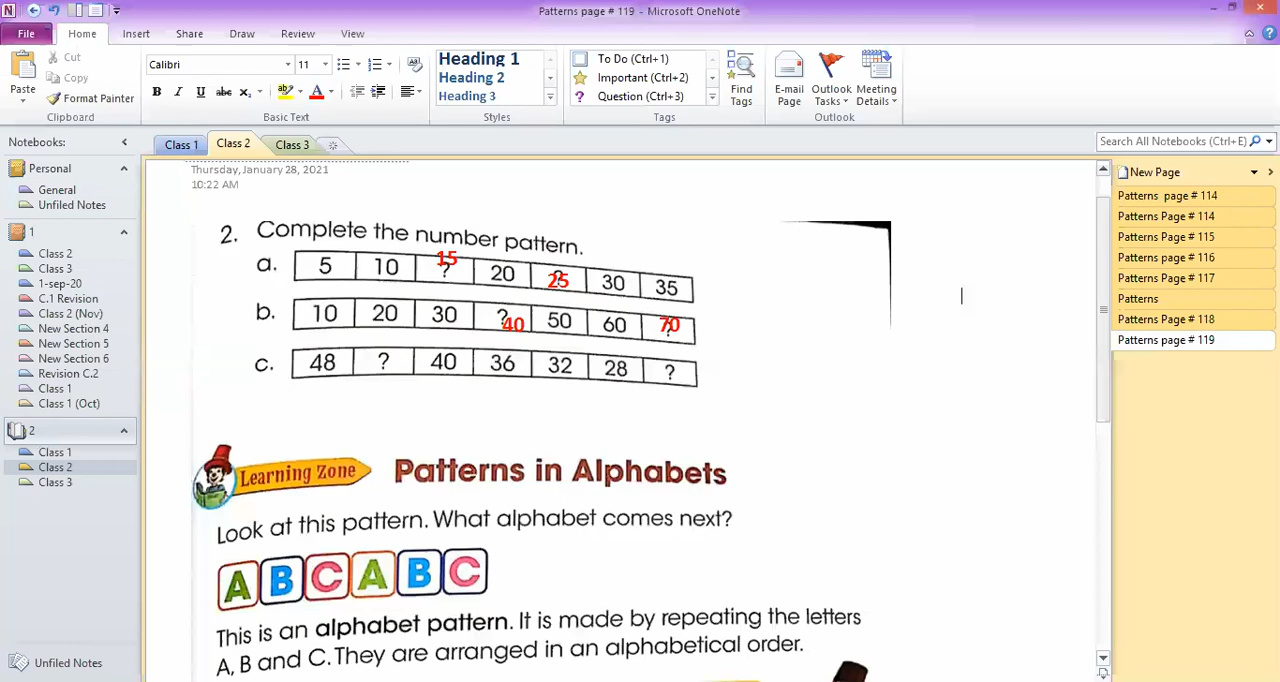 Patterns page # 119 - Microsoft OneNote
File Home Insert Share Draw Review View
Paste
Cut
Copy
Format Painter
Clipboard
Calibri 11
B I U abc x₂ A
Basic Text
Heading 1
Heading 2
Heading 3
Styles
To Do (Ctrl+1)
Important (Ctrl+2)
Question (Ctrl+3)
Tags
Find Tags
E-mail Page
Outlook Tasks
Meeting Details
Outlook
Notebooks:
Personal
General
Unfiled Notes
1
Class 2
Class 3
1-sep-20
C.1 Revision
Class 2 (Nov)
New Section 4
New Section 5
New Section 6
Revision C.2
Class 1
Class 1 (Oct)
2
Class 1
Class 2
Class 3
Unfiled Notes
Class 1 Class 2 Class 3
Search All Notebooks (Ctrl+E)
Thursday, January 28, 2021
10:22 AM
2. Complete the number pattern.
a. 5 10 ? 15 20 ? 25 30 35
b. 10 20 30 ? 40 50 60 ? 70
c. 48 ? 40 36 32 28 ?
Learning Zone
Patterns in Alphabets
Look at this pattern. What alphabet comes next?
A B C A B C
This is an alphabet pattern. It is made by repeating the letters
A, B and C. They are arranged in an alphabetical order.
New Page
Patterns page # 114
Patterns page # 114
Patterns page # 115
Patterns page # 116
Patterns page # 117
Patterns
Patterns page # 118
Patterns page # 119